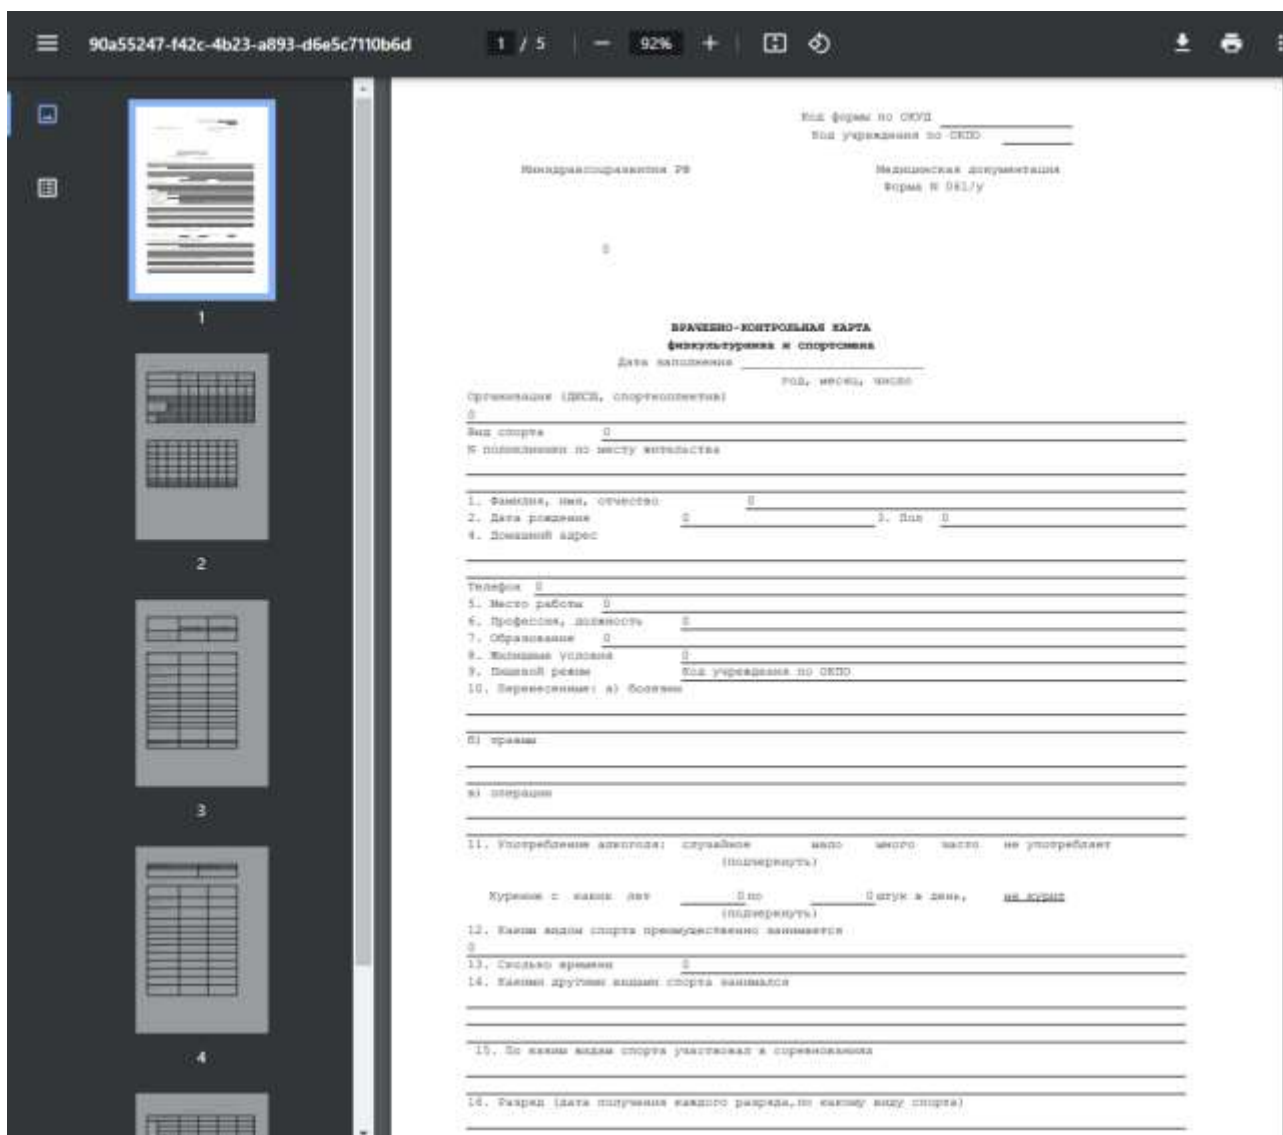 90a55247-f42c-4b23-a893-d6e5c7110b6d
1 / 5
92%
1
2
3
4
Код формы по ОКУД
Код учреждения по ОКПО
Минздравсоцразвития РФ
Медицинская документация
Форма N 061/у
0
ВРАЧЕБНО-КОНТРОЛЬНАЯ КАРТА
физкультурника и спортсмена
Дата заполнения
год, месяц, число
Организация (ДЮСШ, спортколлектив)
0
Вид спорта 0
N поликлиники по месту жительства
1. Фамилия, имя, отчество 0
2. Дата рождения 0 3. Пол 0
4. Домашний адрес
Телефон 0
5. Место работы 0
6. Профессия, должность 0
7. Образование 0
8. Жилищные условия 0
9. Пищевой режим Код учреждения по ОКПО
10. Перенесенные: а) болезни
б) травмы
в) операции
11. Употребление алкоголя: случайное мало много часто не употребляет
(подчеркнуть)
Курение с каких лет 0 по 0 штук в день, не курит
(подчеркнуть)
12. Каким видом спорта преимущественно занимается
0
13. Сколько времени 0
14. Какими другими видами спорта занимался
15. По каким видам спорта участвовал в соревнованиях
16. Разряд (дата получения каждого разряда,по какому виду спорта)